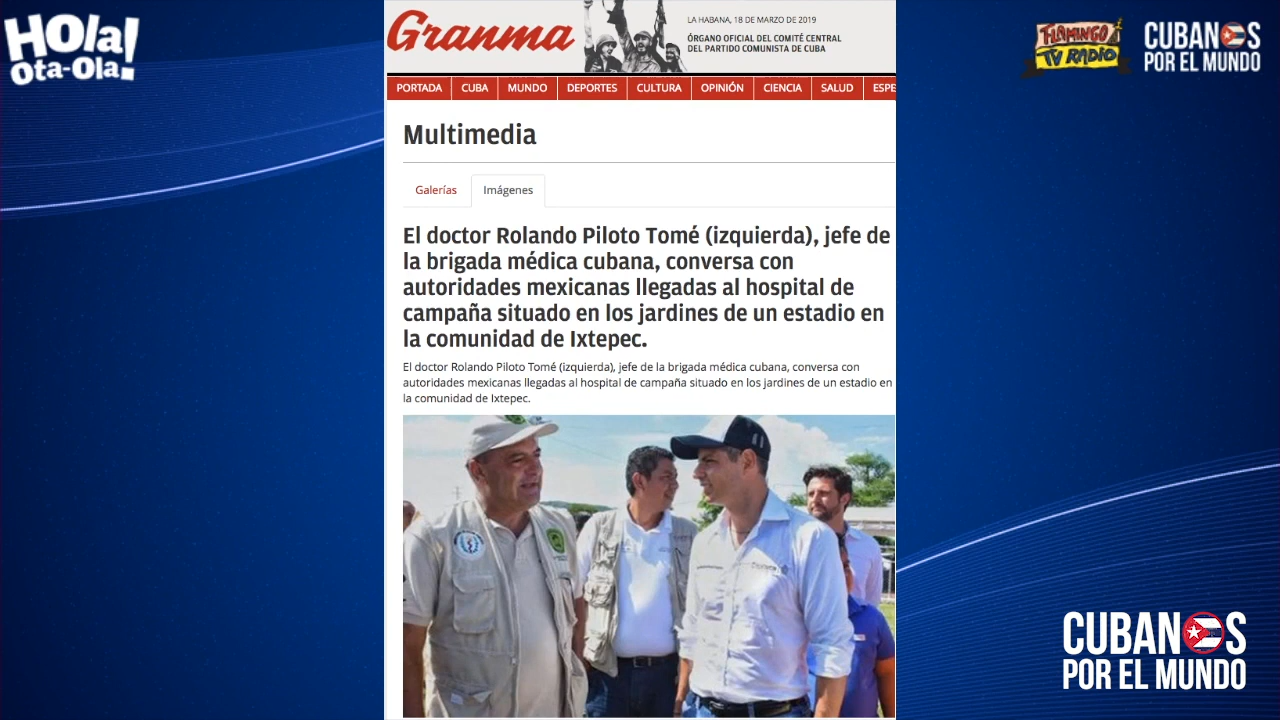 HOla!
Ota-Ola!
Granma
LA HABANA, 18 DE MARZO DE 2019
ÓRGANO OFICIAL DEL COMITÉ CENTRAL
DEL PARTIDO COMUNISTA DE CUBA
FLAMINGO
TV RADIO
CUBANOS
POR EL MUNDO
PORTADA CUBA MUNDO DEPORTES CULTURA OPINIÓN CIENCIA SALUD ESPE
Multimedia
Galerías Imágenes
El doctor Rolando Piloto Tomé (izquierda), jefe de
la brigada médica cubana, conversa con
autoridades mexicanas llegadas al hospital de
campaña situado en los jardines de un estadio en
la comunidad de Ixtepec.
El doctor Rolando Piloto Tomé (izquierda), jefe de la brigada médica cubana, conversa con
autoridades mexicanas llegadas al hospital de campaña situado en los jardines de un estadio en
la comunidad de Ixtepec.
CUBANOS
POR EL MUNDO